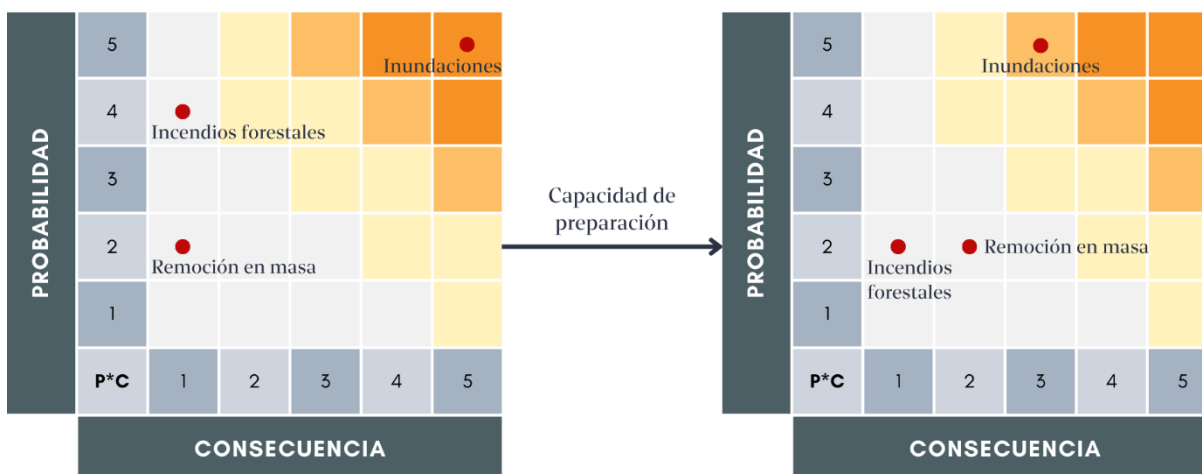 PROBABILIDAD
5
Inundaciones
4
Incendios forestales
3
2
Remoción en masa
1
P*C 1 2 3 4 5
CONSECUENCIA
Capacidad de
preparación
PROBABILIDAD
5
Inundaciones
4
3
2
Remoción en masa
Incendios
forestales
1
P*C 1 2 3 4 5
CONSECUENCIA